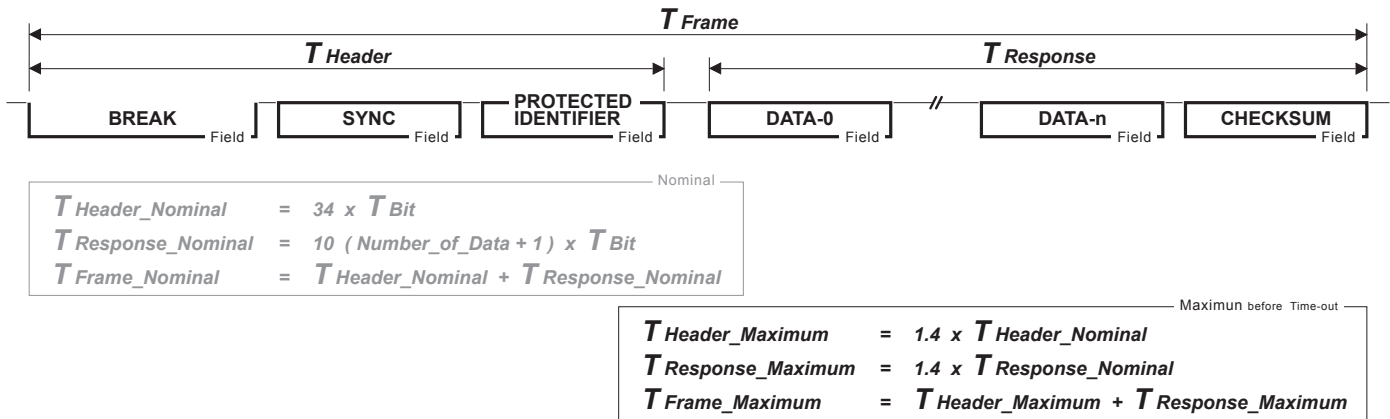 T Frame
T Header T Response
BREAK Field SYNC Field PROTECTED IDENTIFIER Field DATA-0 Field // DATA-n Field CHECKSUM Field
Nominal
T Header_Nominal = 34 x T Bit
T Response_Nominal = 10 ( Number_of_Data + 1 ) x T Bit
T Frame_Nominal = T Header_Nominal + T Response_Nominal
Maximun before Time-out
T Header_Maximum = 1.4 x T Header_Nominal
T Response_Maximum = 1.4 x T Response_Nominal
T Frame_Maximum = T Header_Maximum + T Response_Maximum